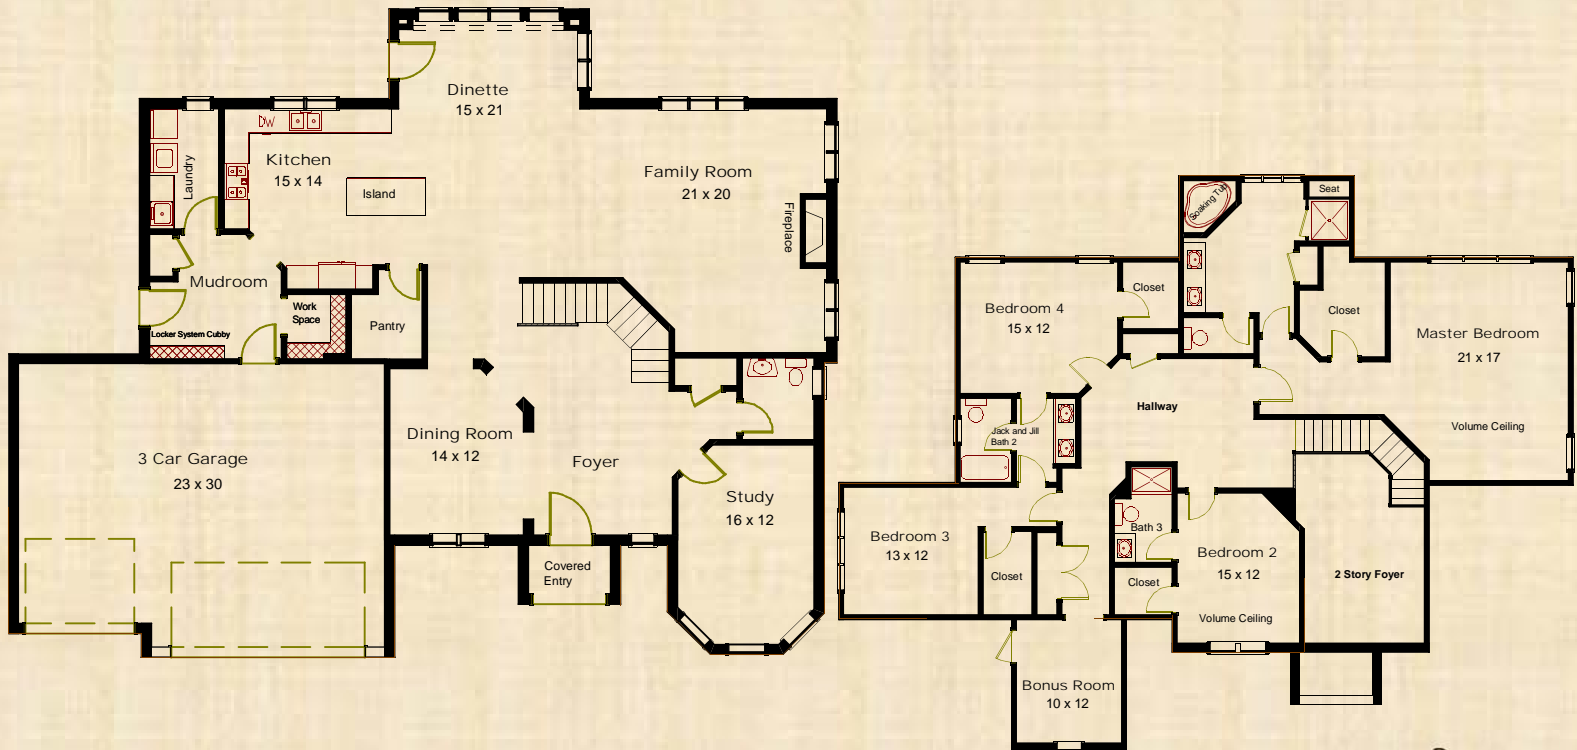 Dinette
15 x 21
DW
Kitchen
15 x 14
Island
Laundry
Family Room
21 x 20
Fireplace
Mudroom
Work
Space
Locker System Cubby
Pantry
3 Car Garage
23 x 30
Dining Room
14 x 12
Foyer
Study
16 x 12
Covered
Entry
Soaking Tub
Seat
Bedroom 4
15 x 12
Closet
Closet
Master Bedroom
21 x 17
Volume Ceiling
Hallway
Jack and Jill
Bath 2
Bedroom 3
13 x 12
Closet
Bath 3
Closet
Bedroom 2
15 x 12
Volume Ceiling
2 Story Foyer
Bonus Room
10 x 12